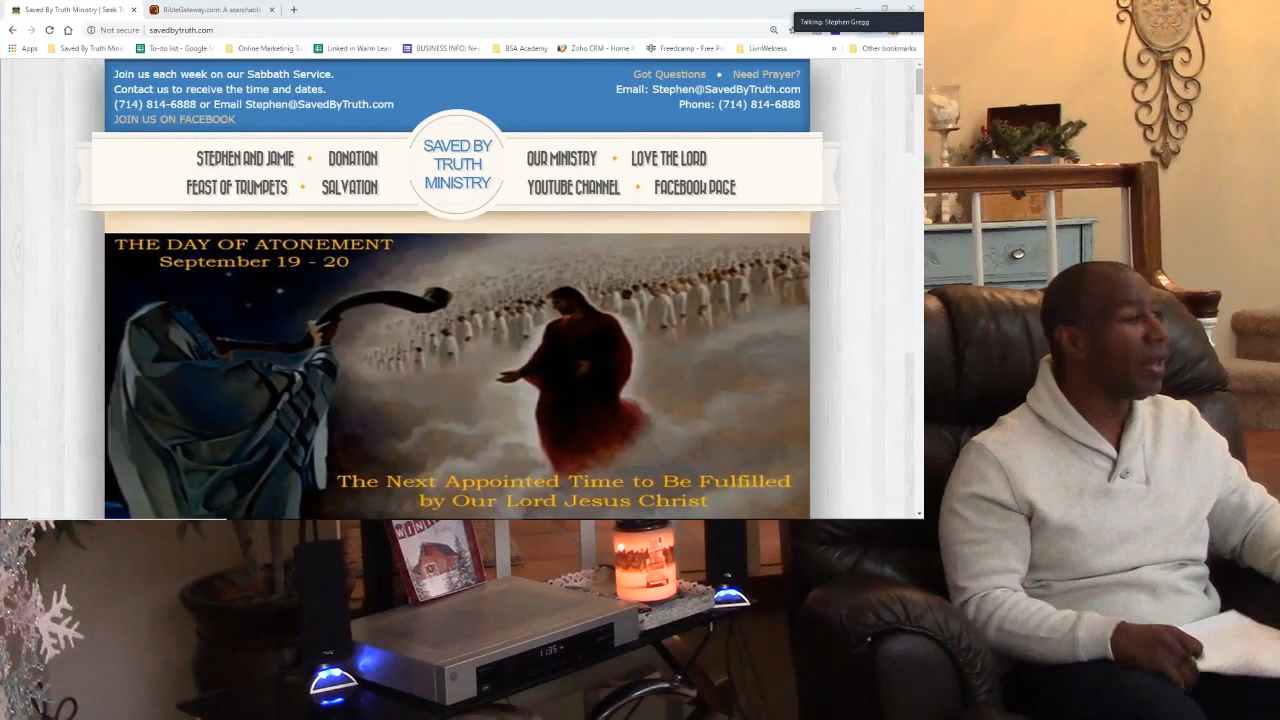 Saved By Truth Ministry | Seek Tr
BibleGateway.com: A searchable
Talking: Stephen Gregg
Not secure | savedbytruth.com
Apps
Saved By Truth Minis
To-do list - Google S
Online Marketing To
Linked in Warm Lead
BUSINESS INFO; Ne
BSA Academy
Zoho CRM - Home P
Freedcamp - Free Pr
LivnWelness
Other bookmarks
Join us each week on our Sabbath Service.
Contact us to receive the time and dates.
(714) 814-6888 or Email Stephen@SavedByTruth.com
JOIN US ON FACEBOOK
Got Questions • Need Prayer?
Email: Stephen@SavedByTruth.com
Phone: (714) 814-6888
STEPHEN AND JAMIE • DONATION
FEAST OF TRUMPETS • SALVATION
SAVED BY
TRUTH
MINISTRY
OUR MINISTRY • LOVE THE LORD
YOUTUBE CHANNEL • FACEBOOK PAGE
THE DAY OF ATONEMENT
September 19 - 20
The Next Appointed Time to Be Fulfilled
by Our Lord Jesus Christ
1:35